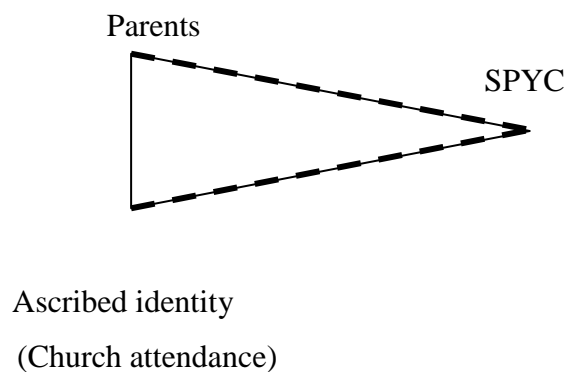 Parents
SPYC
Ascribed identity
(Church attendance)